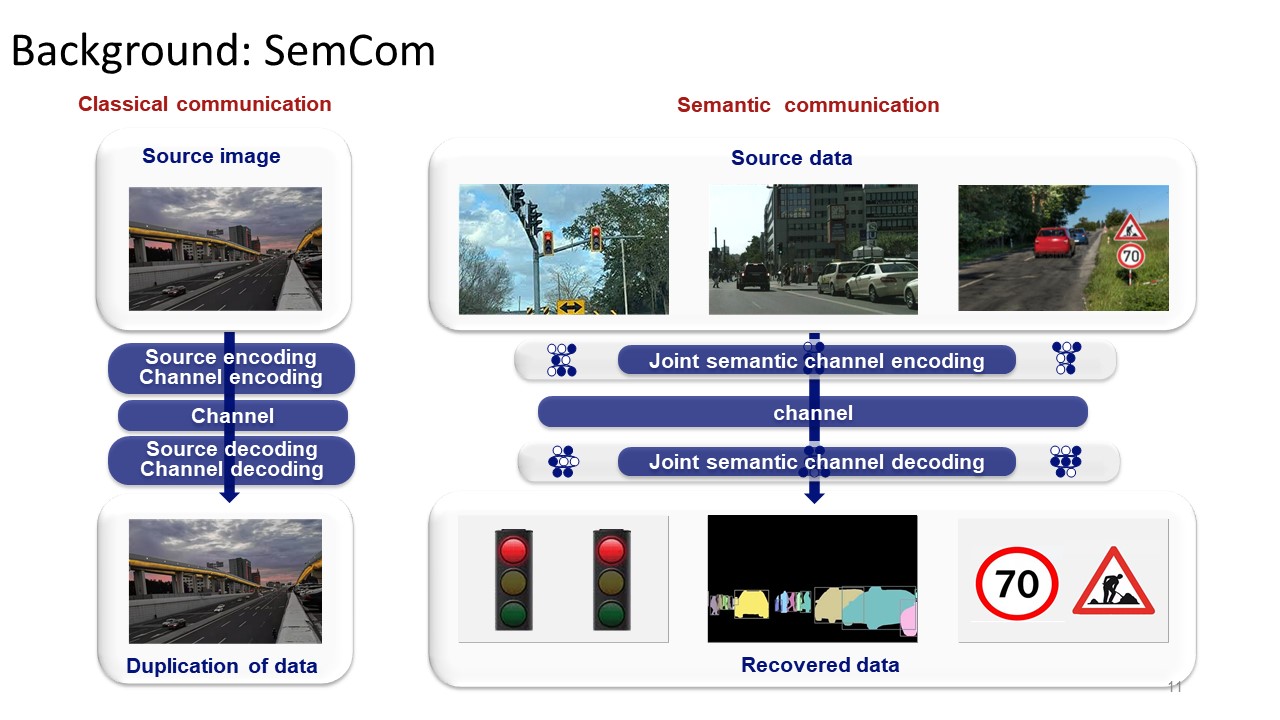 Background: SemCom
Classical communication
Source image
Source encoding
Channel encoding
Channel
Source decoding
Channel decoding
Duplication of data
Semantic communication
Source data
70
Joint semantic channel encoding
channel
Joint semantic channel decoding
70
Recovered data
11